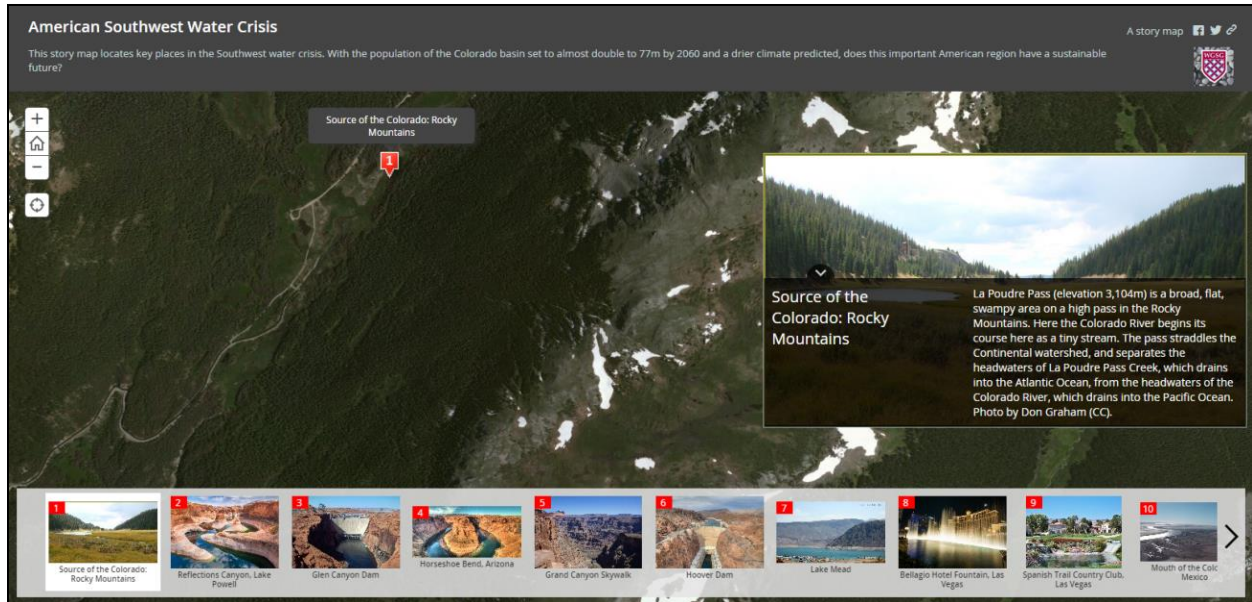 American Southwest Water Crisis
This story map locates key places in the Southwest water crisis. With the population of the Colorado basin set to almost double to 77m by 2060 and a drier climate predicted, does this important American region have a sustainable
future?
A story map
WGSG
+
−
Source of the Colorado: Rocky
Mountains
1
Source of the
Colorado: Rocky
Mountains
La Poudre Pass (elevation 3,104m) is a broad, flat,
swampy area on a high pass in the Rocky
Mountains. Here the Colorado River begins its
course here as a tiny stream. The pass straddles the
Continental watershed, and separates the
headwaters of La Poudre Pass Creek, which drains
into the Atlantic Ocean, from the headwaters of the
Colorado River, which drains into the Pacific Ocean.
Photo by Don Graham (CC).
1
Source of the Colorado:
Rocky Mountains
2
Reflections Canyon, Lake
Powell
3
Glen Canyon Dam
4
Horseshoe Bend, Arizona
5
Grand Canyon Skywalk
6
Hoover Dam
7
Lake Mead
8
Bellagio Hotel Fountain, Las
Vegas
9
Spanish Trail Country Club,
Las Vegas
10
Mouth of the Colo
Mexico